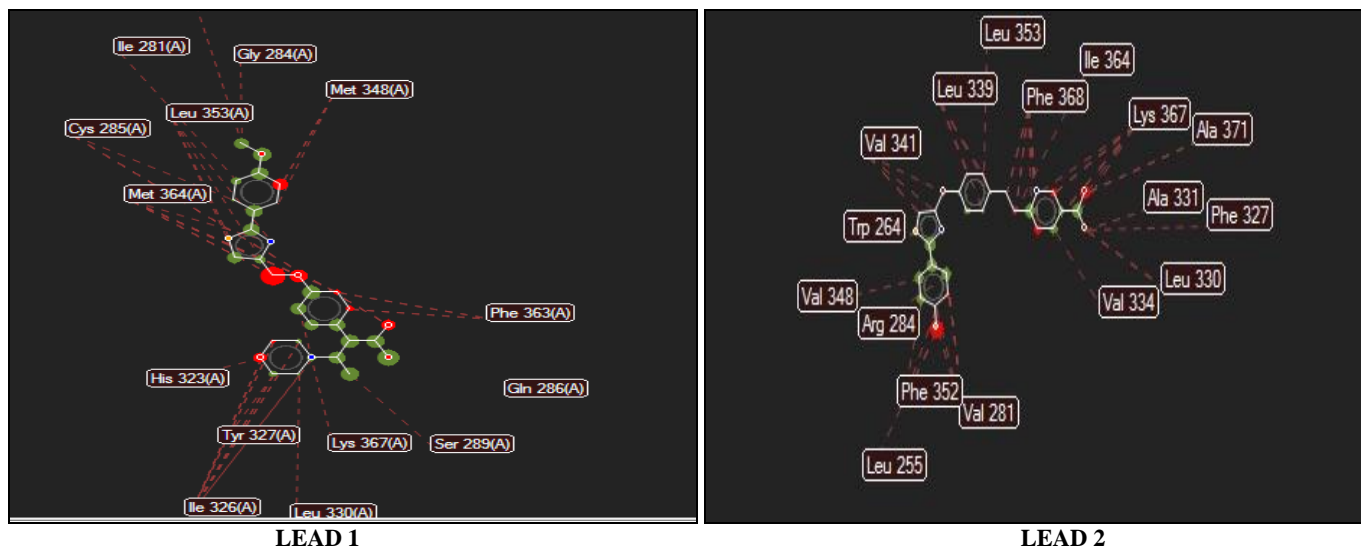 Ile 281(A)
Gly 284(A)
Met 348(A)
Leu 353(A)
Cys 285(A)
Met 364(A)
Phe 363(A)
His 323(A)
Gln 286(A)
Tyr 327(A)
Lys 367(A)
Ser 289(A)
Ile 326(A)
Leu 330(A)
LEAD 1
Leu 353
Ile 364
Leu 339
Phe 368
Lys 367
Ala 371
Val 341
Ala 331
Phe 327
Trp 264
Leu 330
Val 348
Val 334
Arg 284
Phe 352
Val 281
Leu 255
LEAD 2